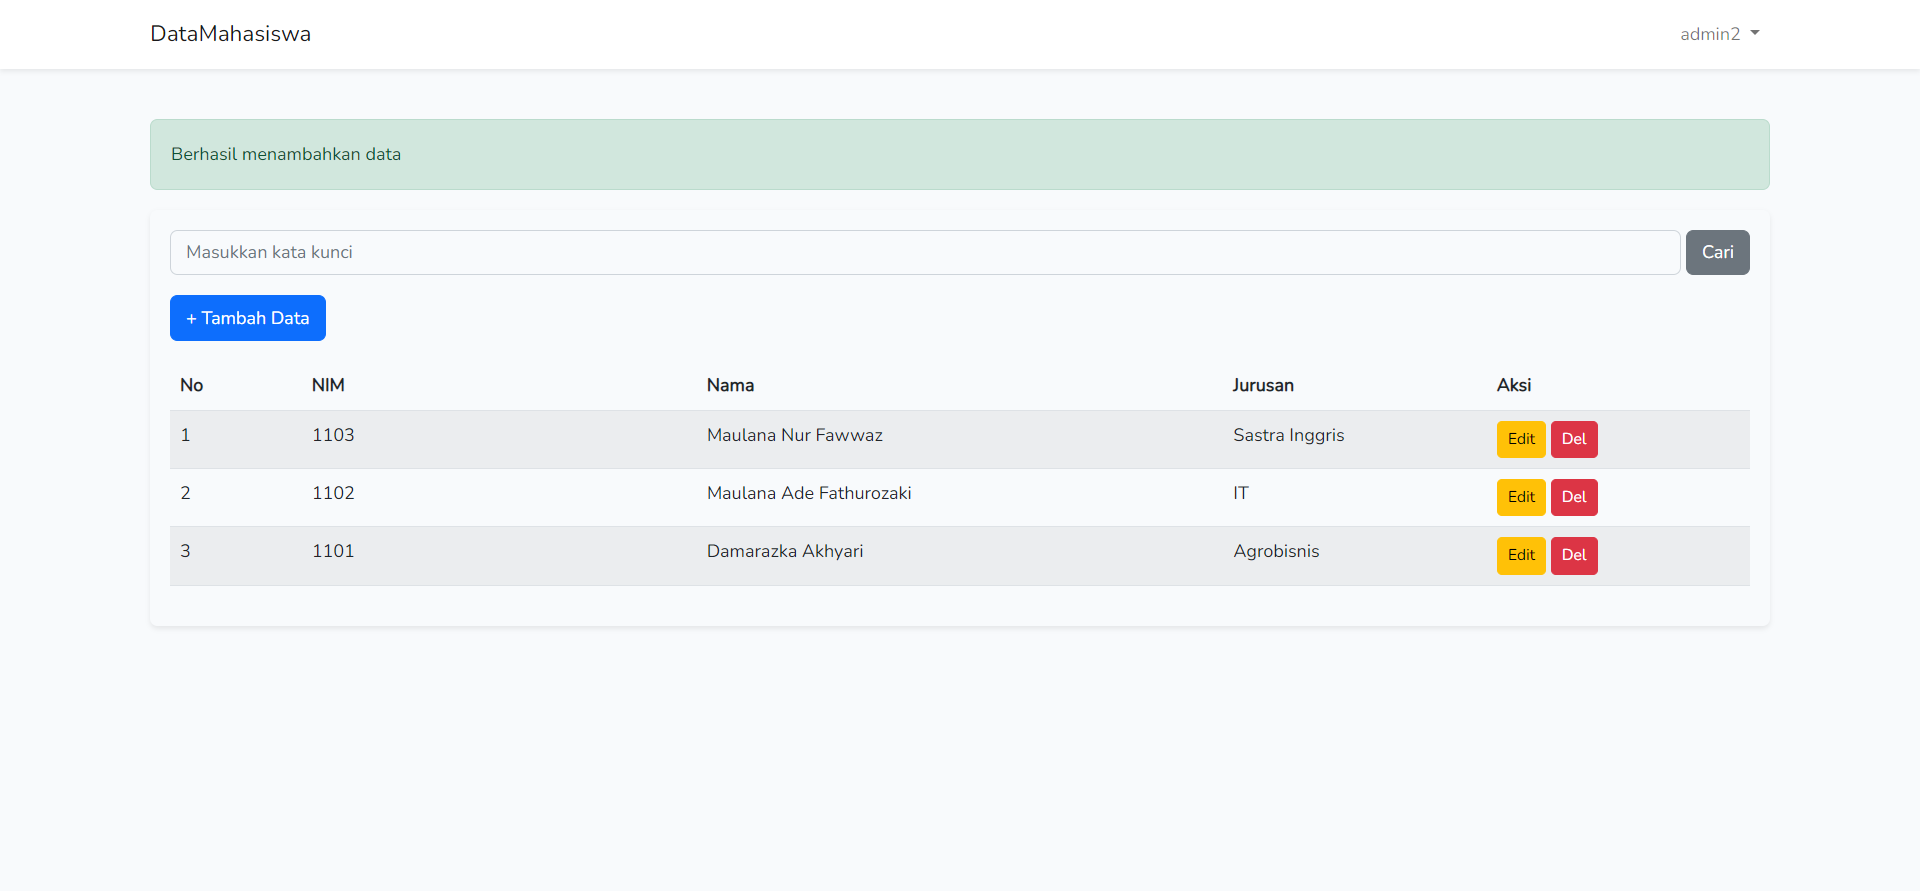 DataMahasiswa admin2
Berhasil menambahkan data
Masukkan kata kunci Cari
+ Tambah Data
No NIM Nama Jurusan Aksi
1 1103 Maulana Nur Fawwaz Sastra Inggris Edit Del
2 1102 Maulana Ade Fathurozaki IT Edit Del
3 1101 Damarazka Akhyari Agrobisnis Edit Del